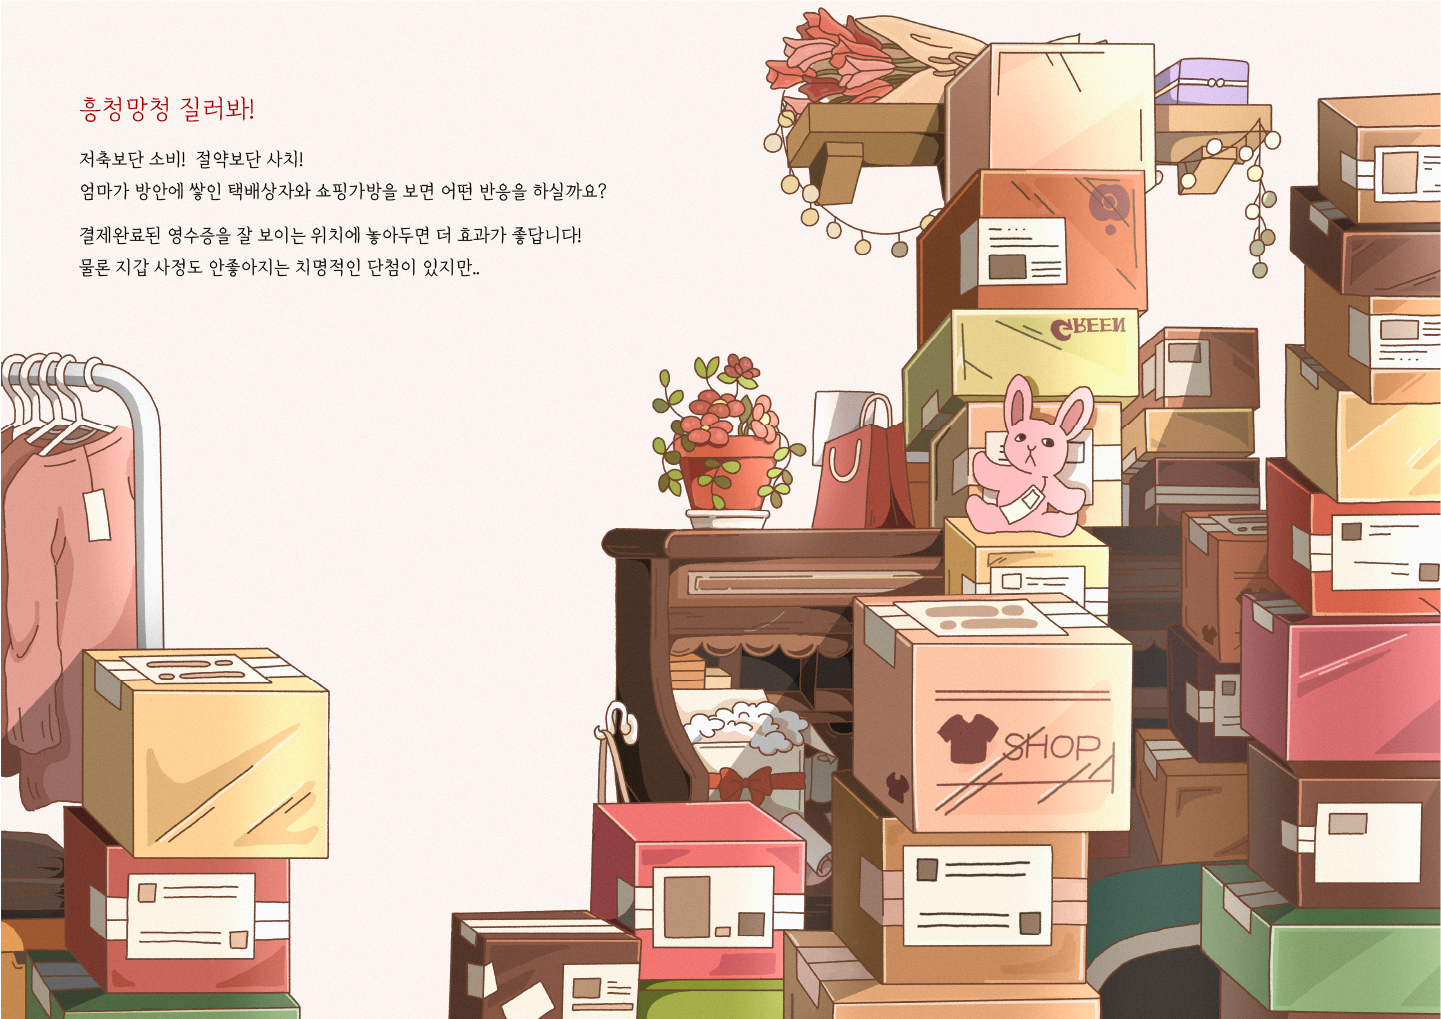 흥청망청 질러봐!
저축보단 소비! 절약보단 사치!
엄마가 방안에 쌓인 택배상자와 쇼핑가방을 보면 어떤 반응을 하실까요?
결제완료된 영수증을 잘 보이는 위치에 놓아두면 더 효과가 좋답니다!
물론 지갑 사정도 안좋아지는 치명적인 단첨이 있지만..
GREEN
SHOP